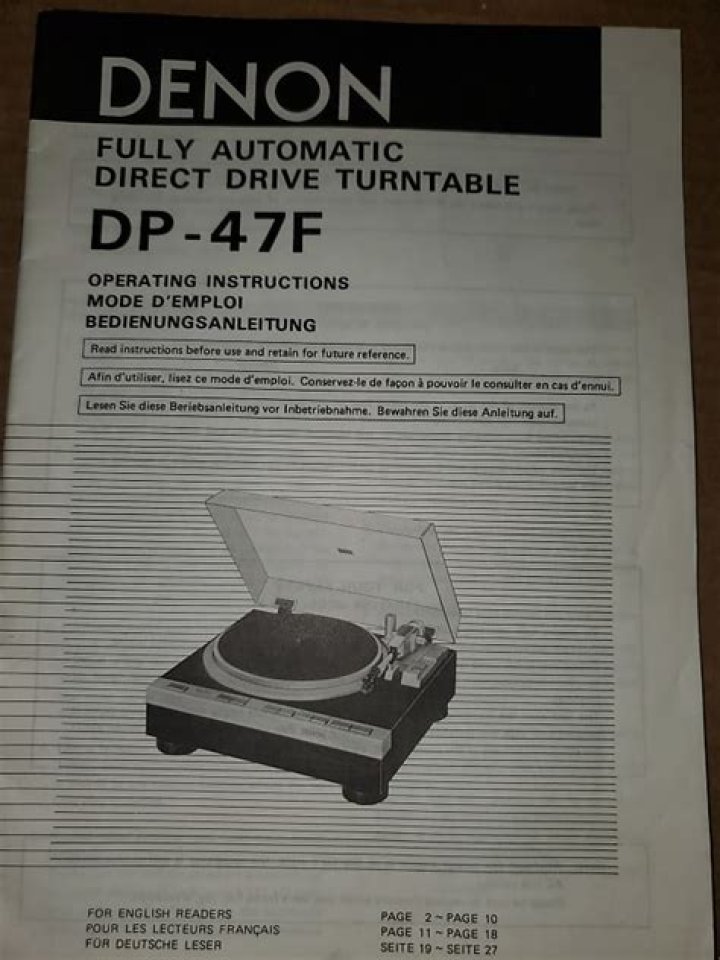 DENON
FULLY AUTOMATIC
DIRECT DRIVE TURNTABLE
DP-47F
OPERATING INSTRUCTIONS
MODE D'EMPLOI
BEDIENUNGSANLEITUNG
Read instructions before use and retain for future reference.
Afin d'utiliser, lisez ce mode d'emploi. Conservez-le de façon à pouvoir le consulter en cas d'ennui.
Lesen Sie diese Beriebsanleitung vor Inbetriebnahme. Bewahren Sie diese Anleitung auf.
DENON
FOR ENGLISH READERS PAGE 2 ~ PAGE 10
POUR LES LECTEURS FRANÇAIS PAGE 11 ~ PAGE 18
FÜR DEUTSCHE LESER SEITE 19 ~ SEITE 27